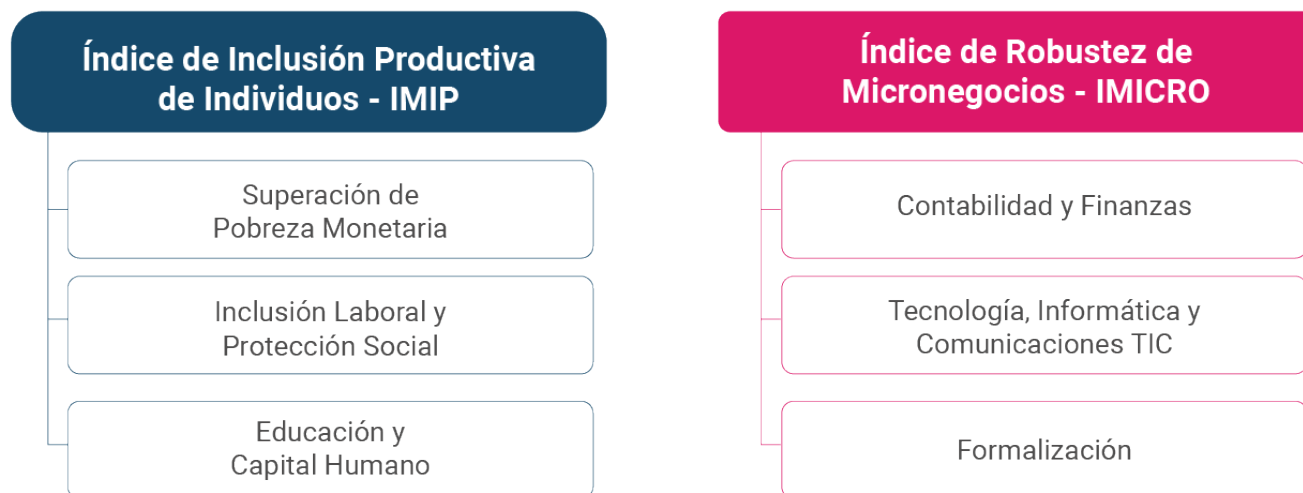 Índice de Inclusión Productiva
de Individuos - IMIP
Superación de
Pobreza Monetaria
Inclusión Laboral y
Protección Social
Educación y
Capital Humano
Índice de Robustez de
Micronegocios - IMICRO
Contabilidad y Finanzas
Tecnología, Informática y
Comunicaciones TIC
Formalización